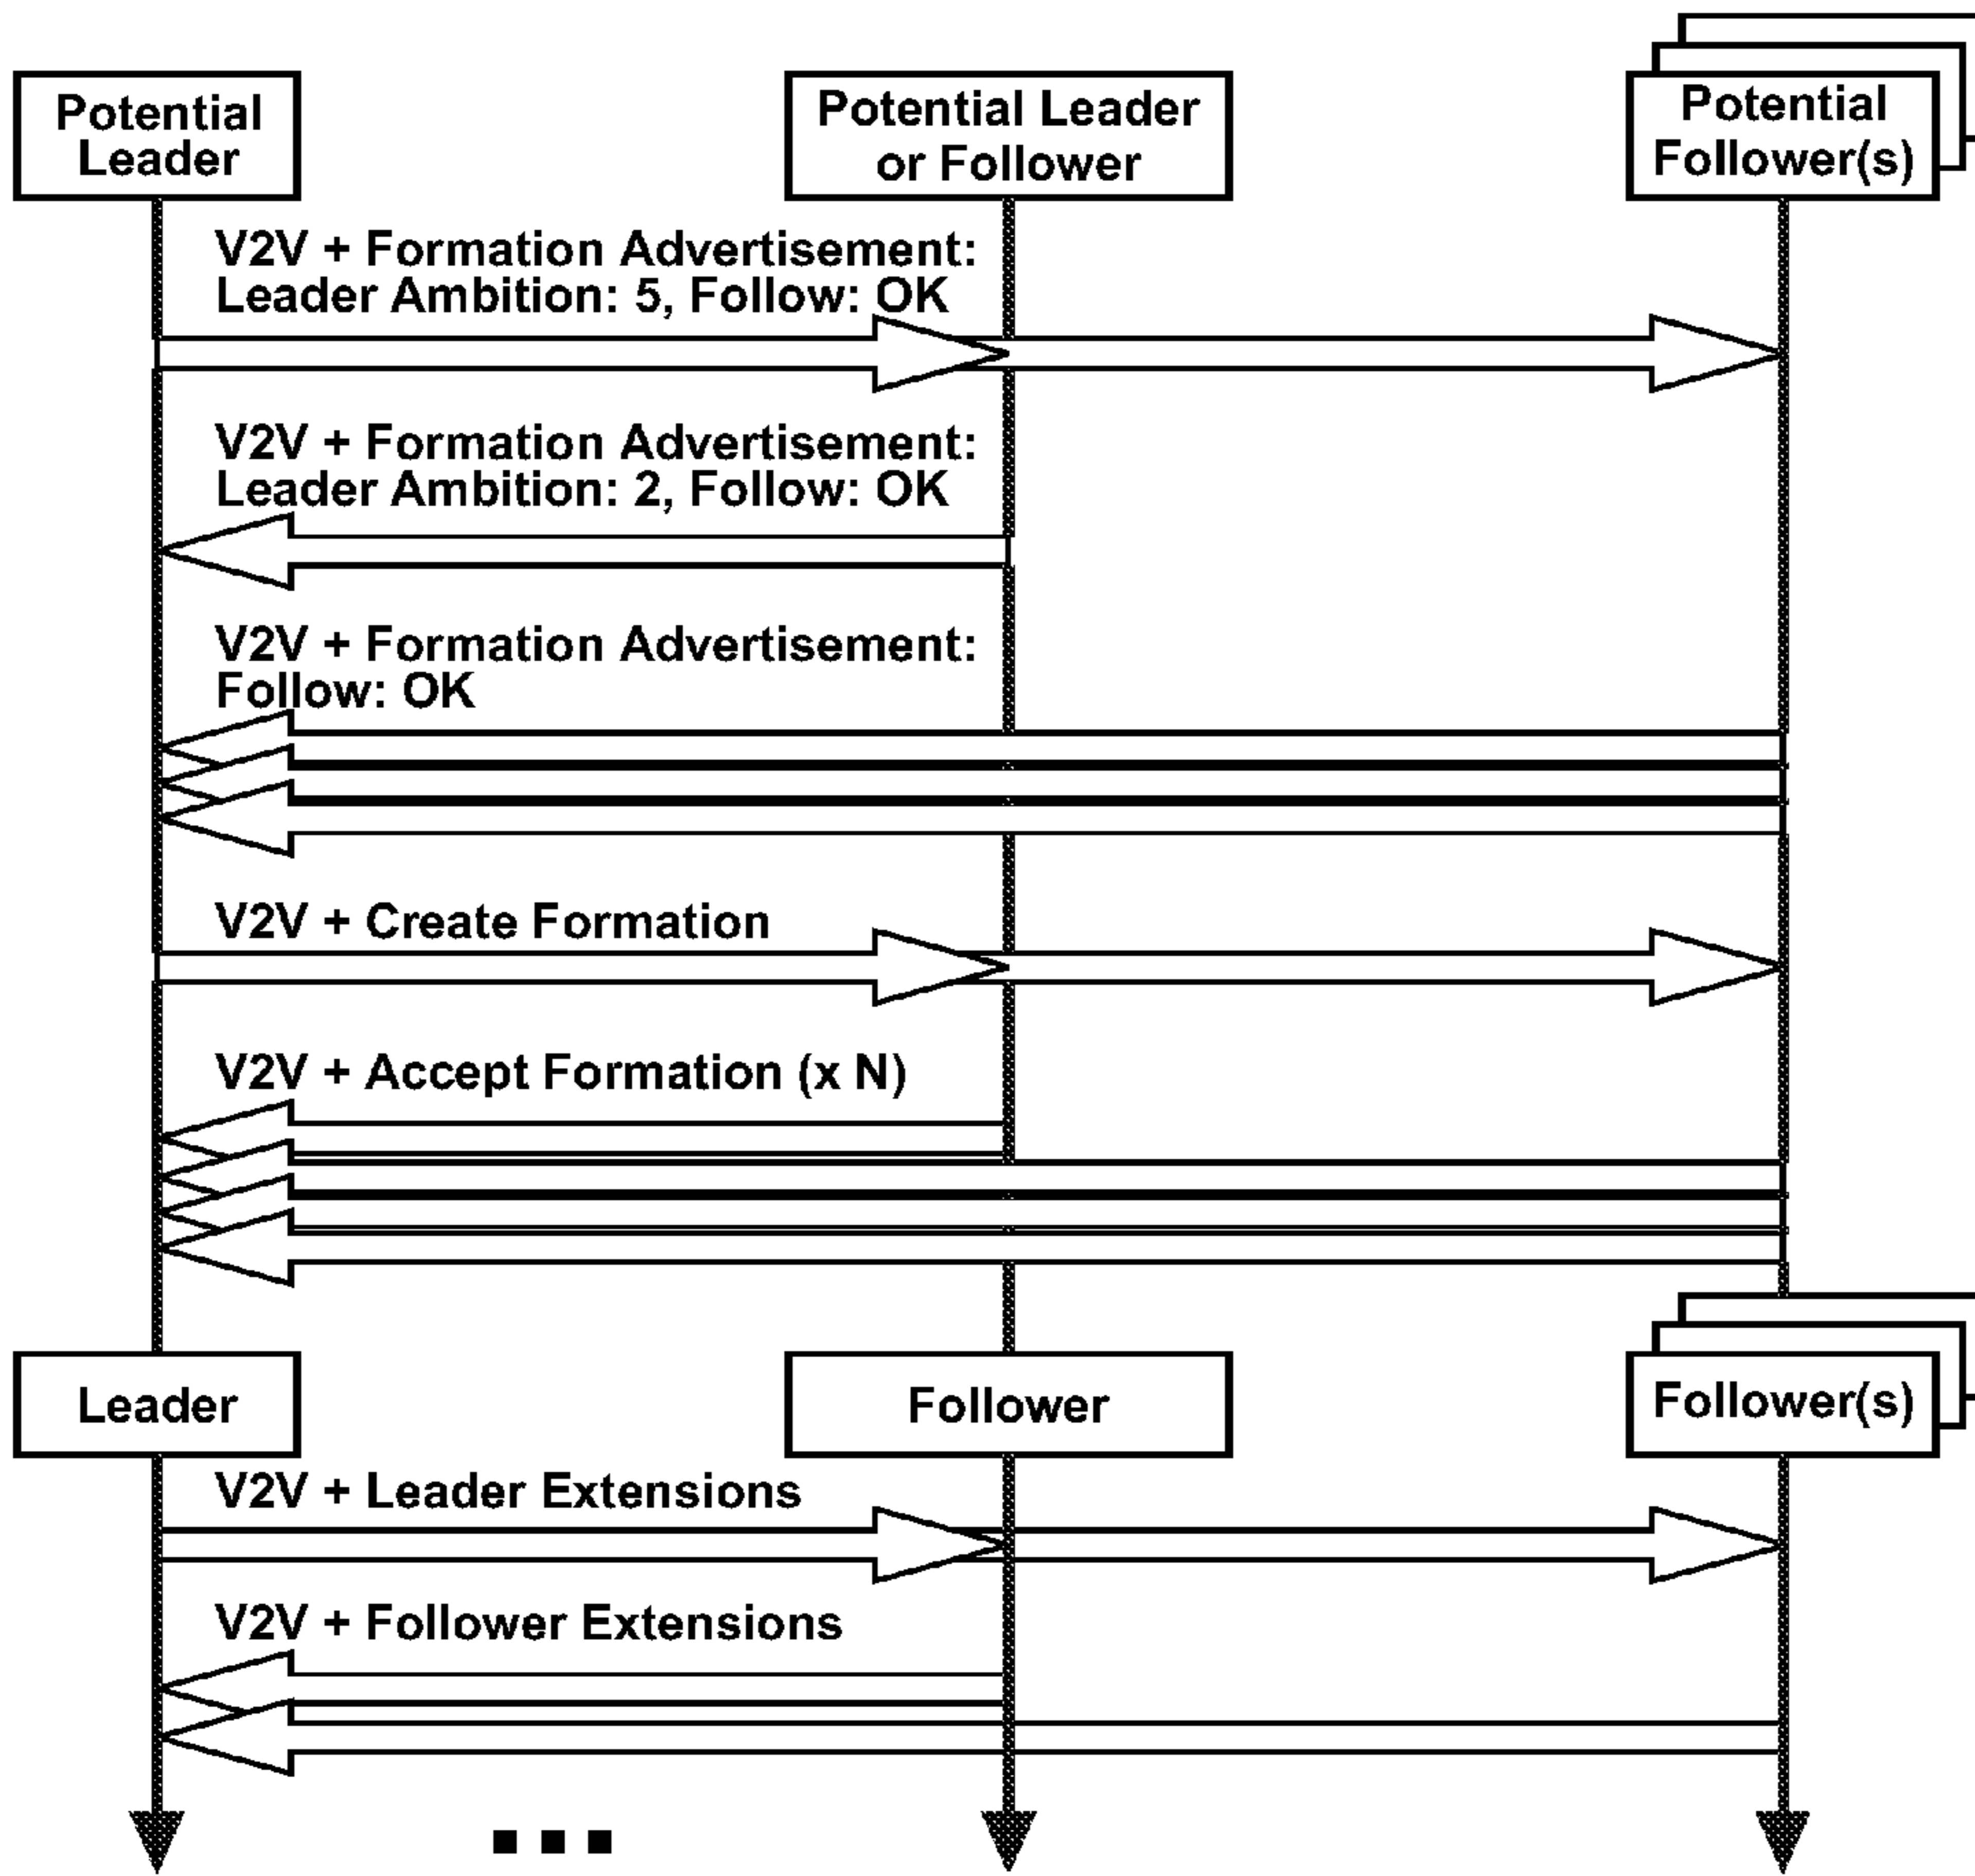 Potential
Leader
Potential Leader
or Follower
Potential
Follower(s)
V2V + Formation Advertisement:
Leader Ambition: 5, Follow: OK
V2V + Formation Advertisement:
Leader Ambition: 2, Follow: OK
V2V + Formation Advertisement:
Follow: OK
V2V + Create Formation
V2V + Accept Formation (x N)
Leader
Follower
Follower(s)
V2V + Leader Extensions
V2V + Follower Extensions